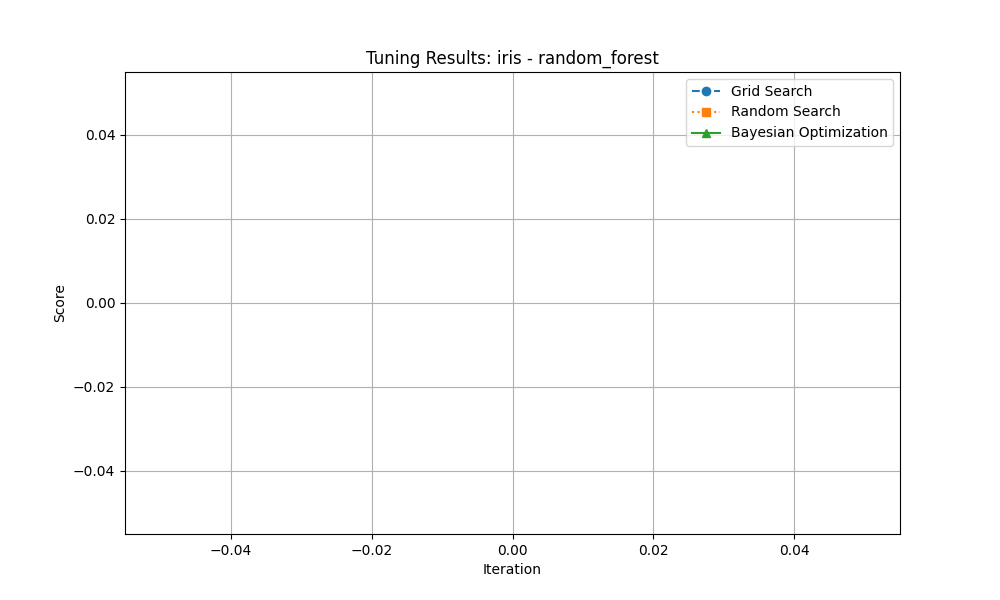 Tuning Results: iris - random_forest
Grid Search
Random Search
Bayesian Optimization
0.04
0.02
0.00
−0.02
−0.04
Score
−0.04 −0.02 0.00 0.02 0.04
Iteration